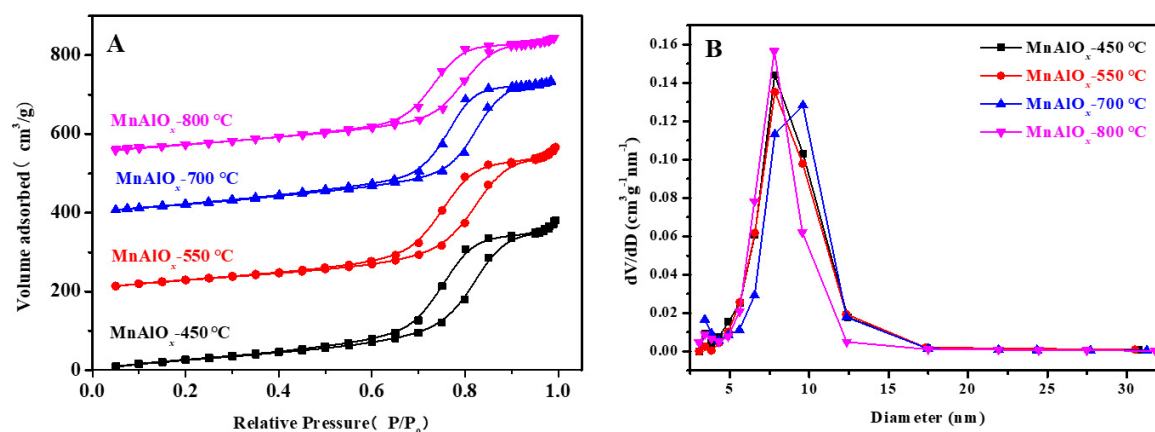 A
Volume adsorbed( cm³/g)
800
600
400
200
0
MnAlOₓ-800 °C
MnAlOₓ-700 °C
MnAlOₓ-550 °C
MnAlOₓ-450 °C
0.0 0.2 0.4 0.6 0.8 1.0
Relative Pressure( P/P₀)
B
dV/dD (cm³g⁻¹nm⁻¹)
0.16
0.14
0.12
0.10
0.08
0.06
0.04
0.02
0.00
MnAlOₓ-450 °C
MnAlOₓ-550 °C
MnAlOₓ-700 °C
MnAlOₓ-800 °C
5 10 15 20 25 30
Diameter (nm)